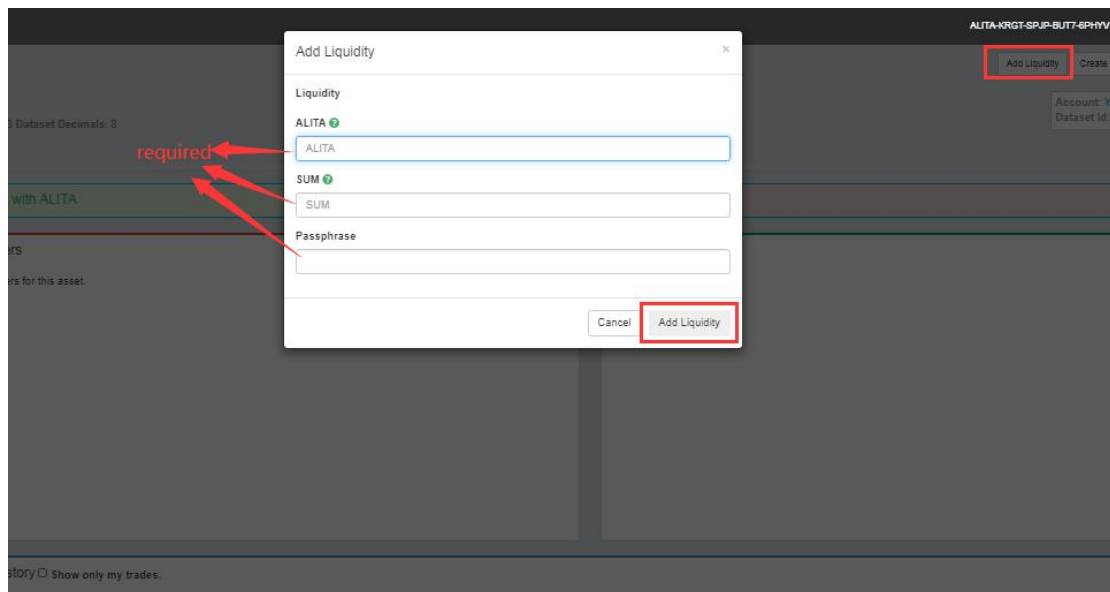 ALITA-KRGT-SPJP-BUT7-6PHYV
Add Liquidity ×
Add Liquidity Create
Liquidity
Account:
Dataset Id
ALITA
Dataset Decimals: 8
ALITA
required
SUM
with ALITA
SUM
Passphrase
ers
ers for this asset.
Cancel Add Liquidity
story Show only my trades.